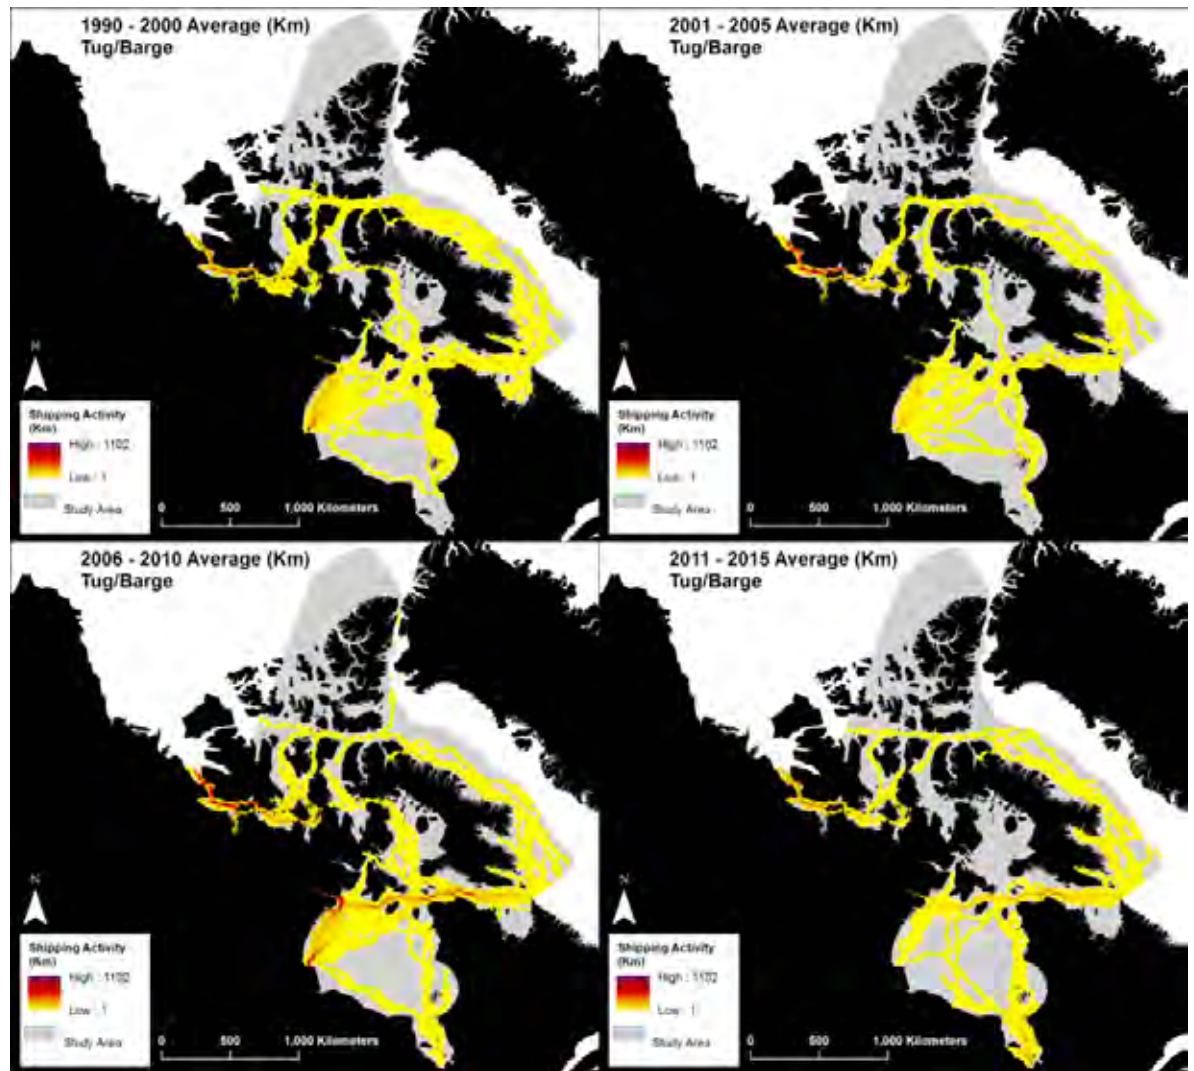 1990 - 2000 Average (Km)
Tug/Barge
N
Shipping Activity
(Km)
High : 1102
Low : 1
Study Area
0 500 1,000 Kilometers
2001 - 2005 Average (Km)
Tug/Barge
N
Shipping Activity
(Km)
High : 1102
Low : 1
Study Area
0 500 1,000 Kilometers
2006 - 2010 Average (Km)
Tug/Barge
N
Shipping Activity
(Km)
High : 1102
Low : 1
Study Area
0 500 1,000 Kilometers
2011 - 2015 Average (Km)
Tug/Barge
N
Shipping Activity
(Km)
High : 1102
Low : 1
Study Area
0 500 1,000 Kilometers